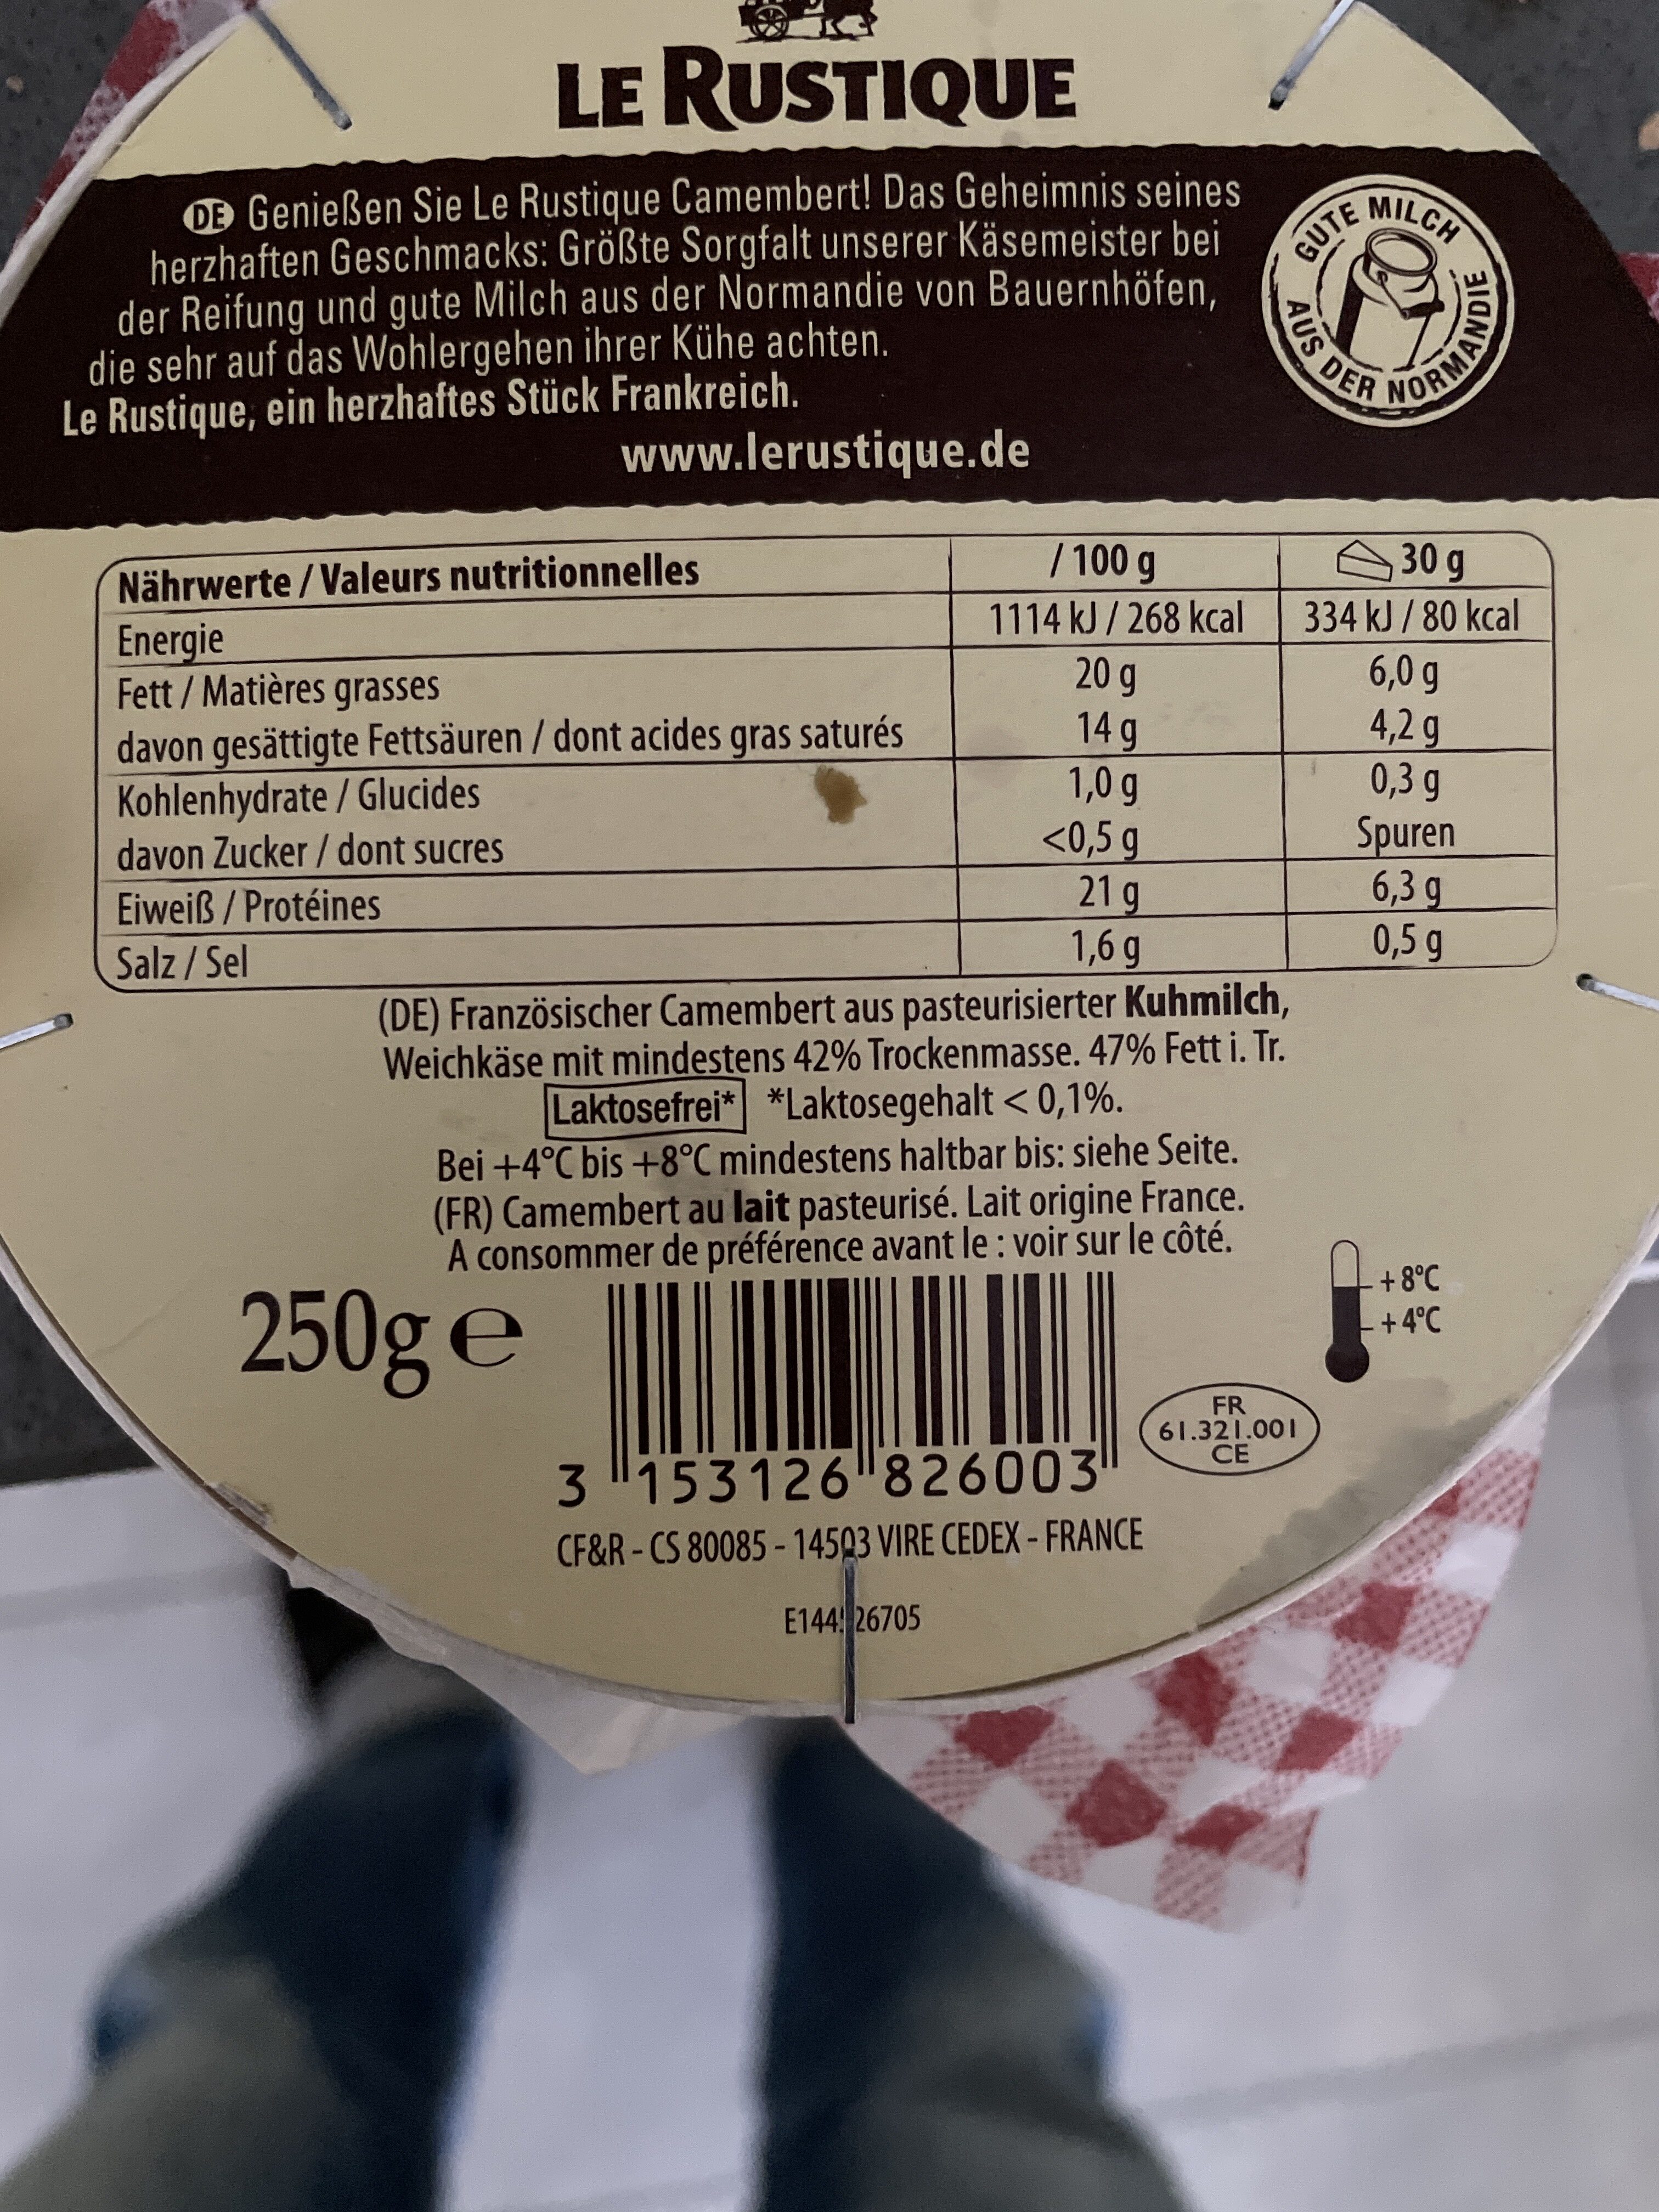 LE RUSTIQUE
DE Genießen Sie Le Rustique Camembert! Das Geheimnis seines
herzhaften Geschmacks: Größte Sorgfalt unserer Käsemeister bei
der Reifung und gute Milch aus der Normandie von Bauernhöfen,
die sehr auf das Wohlergehen ihrer Kühe achten.
Le Rustique, ein herzhaftes Stück Frankreich.
www.lerustique.de
GUTE MILCH
AUS DER NORMANDIE
Nährwerte / Valeurs nutritionnelles / 100 g 30 g
Energie 1114 kJ / 268 kcal 334 kJ / 80 kcal
Fett / Matières grasses 20 g 6,0 g
davon gesättigte Fettsäuren / dont acides gras saturés 14 g 4,2 g
Kohlenhydrate / Glucides 1,0 g 0,3 g
davon Zucker / dont sucres <0,5 g Spuren
Eiweiß / Protéines 21 g 6,3 g
Salz / Sel 1,6 g 0,5 g
(DE) Französischer Camembert aus pasteurisierter Kuhmilch,
Weichkäse mit mindestens 42% Trockenmasse. 47% Fett i. Tr.
Laktosefrei* *Laktosegehalt < 0,1%.
Bei +4°C bis +8°C mindestens haltbar bis: siehe Seite.
(FR) Camembert au lait pasteurisé. Lait origine France.
A consommer de préférence avant le : voir sur le côté.
250g e
+8°C
+4°C
FR
61.321.001
CE
3 153126 826003
CF&R - CS 80085 - 14503 VIRE CEDEX - FRANCE